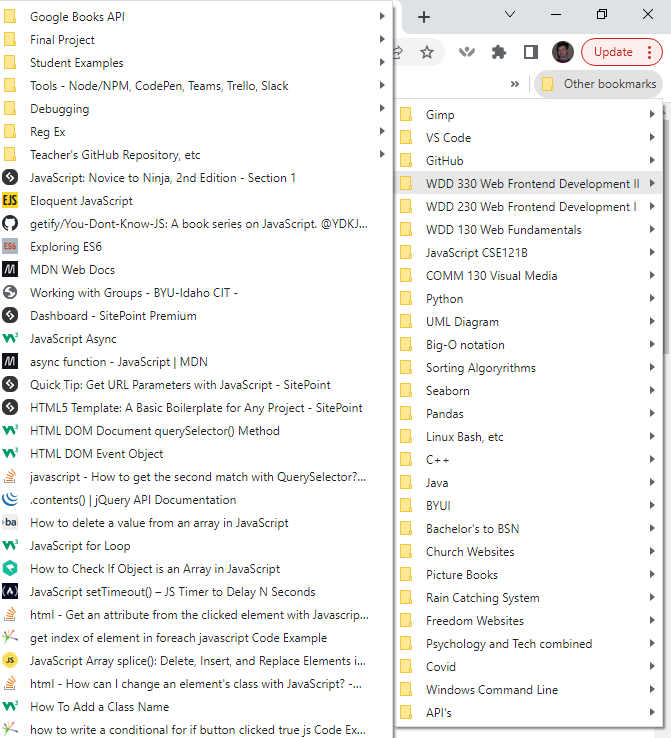 Google Books API
Final Project
Student Examples
Tools - Node/NPM, CodePen, Teams, Trello, Slack
Debugging
Reg Ex
Teacher's GitHub Repository, etc
JavaScript: Novice to Ninja, 2nd Edition - Section 1
EJS Eloquent JavaScript
getify/You-Dont-Know-JS: A book series on JavaScript. @YDKJ...
ES6 Exploring ES6
MDN Web Docs
Working with Groups - BYU-Idaho CIT -
Dashboard - SitePoint Premium
JavaScript Async
async function - JavaScript | MDN
Quick Tip: Get URL Parameters with JavaScript - SitePoint
HTML5 Template: A Basic Boilerplate for Any Project - SitePoint
HTML DOM Document querySelector() Method
HTML DOM Event Object
javascript - How to get the second match with QuerySelector?...
.contents() | jQuery API Documentation
How to delete a value from an array in JavaScript
JavaScript for Loop
How to Check If Object is an Array in JavaScript
JavaScript setTimeout() – JS Timer to Delay N Seconds
html - Get an attribute from the clicked element with Javascrip...
get index of element in foreach javascript Code Example
JS JavaScript Array splice(): Delete, Insert, and Replace Elements i...
html - How can I change an element's class with JavaScript? -...
How To Add a Class Name
how to write a conditional for if button clicked true js Code Ex...
Update
Other bookmarks
Gimp
VS Code
GitHub
WDD 330 Web Frontend Development II
WDD 230 Web Frontend Development I
WDD 130 Web Fundamentals
JavaScript CSE121B
COMM 130 Visual Media
Python
UML Diagram
Big-O notation
Sorting Algoryrithms
Seaborn
Pandas
Linux Bash, etc
C++
Java
BYUI
Bachelor's to BSN
Church Websites
Picture Books
Rain Catching System
Freedom Websites
Psychology and Tech combined
Covid
Windows Command Line
API's